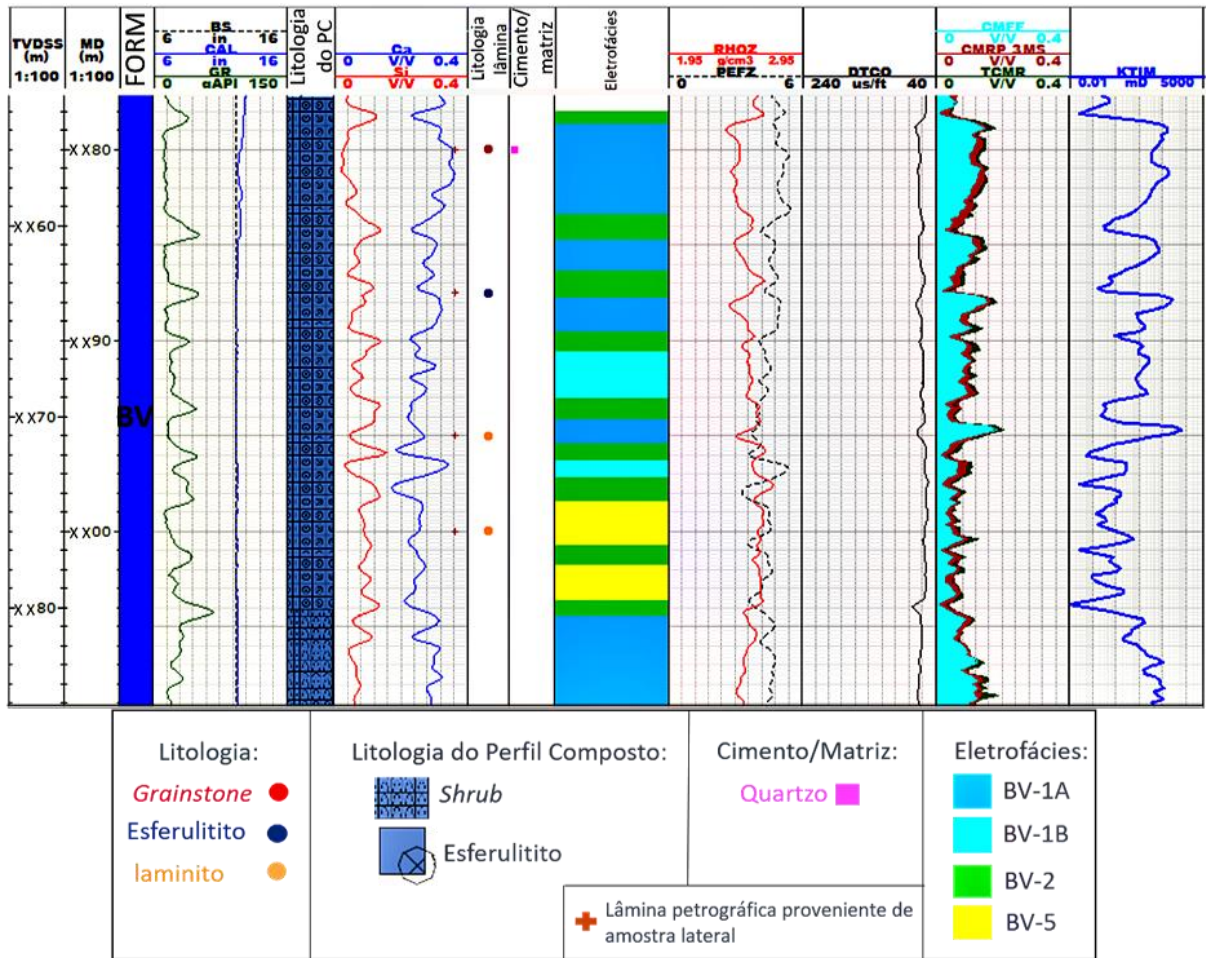 TVDSS
(m)
1:100
MD
(m)
1:100
FORM
BS
6 in 16
CAL
6 in 16
GR
0 gAPI 150
Litologia
do PC
Ca
0 V/V 0.4
Si
0 V/V 0.4
Litologia
lâmina
Cimento/
matriz
Eletrofácies
RHOZ
1.95 g/cm3 2.95
PEFZ
0 6
DTCO
240 us/ft 40
CMFF
0 V/V 0.4
CMRP_3MS
0 V/V 0.4
TCMR
0 V/V 0.4
KTIM
0.01 mD 5000
XX80
XX60
XX90
BV
XX70
XX00
XX80
Litologia:
Grainstone
Esferulitito
laminito
Litologia do Perfil Composto:
Shrub
Esferulitito
Lâmina petrográfica proveniente de
amostra lateral
Cimento/Matriz:
Quartzo
Eletrofácies:
BV-1A
BV-1B
BV-2
BV-5